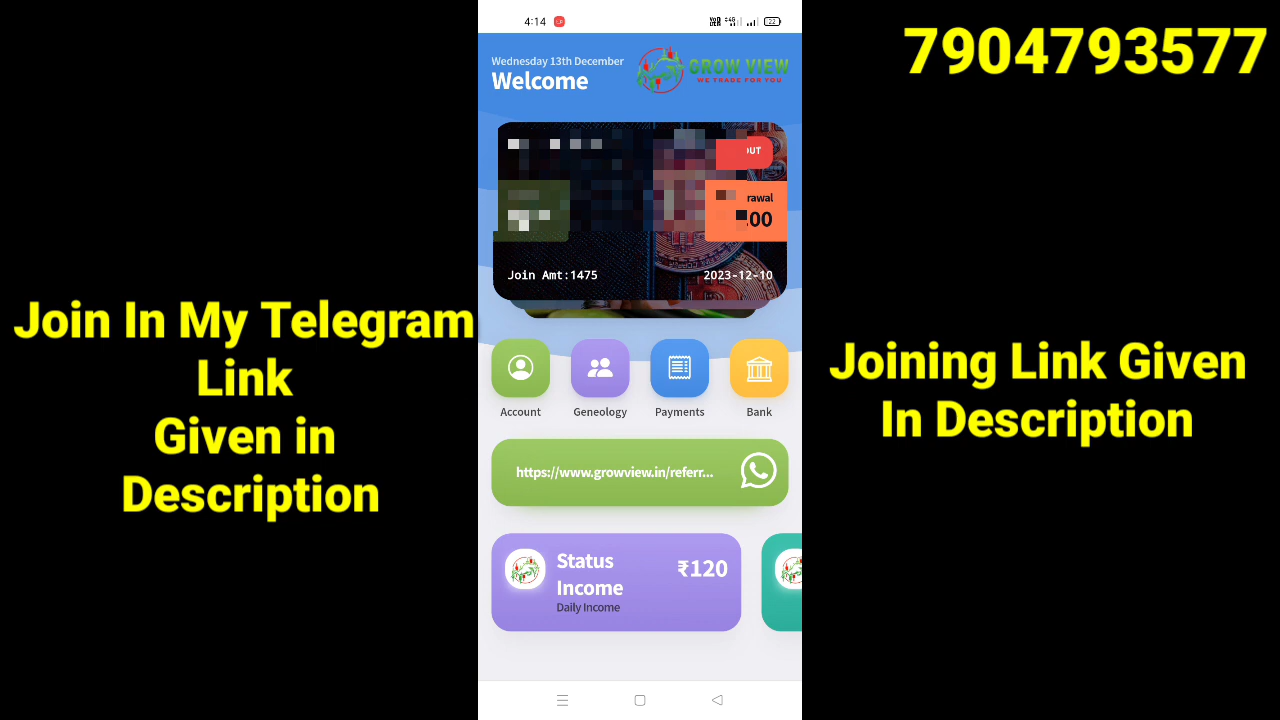 7904793577
Join In My Telegram
Link
Given in
Description
Joining Link Given
In Description
4:14
22
Wednesday 13th December
Welcome
GROW VIEW
WE TRADE FOR YOU
Join Amt:1475
2023-12-10
Account
Geneology
Payments
Bank
https://www.growview.in/referr...
Status
Income
₹120
Daily Income